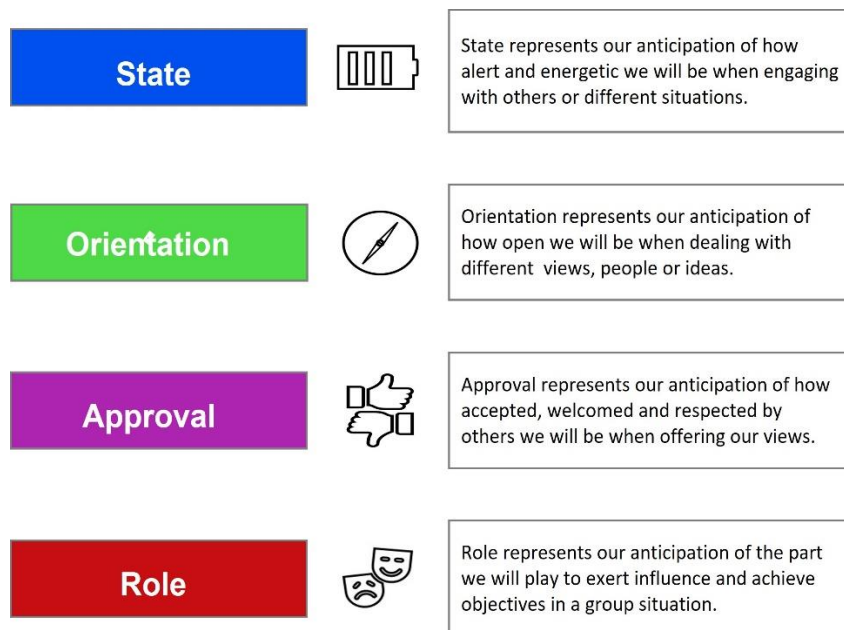 State
State represents our anticipation of how
alert and energetic we will be when engaging
with others or different situations.
Orientation
Orientation represents our anticipation of
how open we will be when dealing with
different views, people or ideas.
Approval
Approval represents our anticipation of how
accepted, welcomed and respected by
others we will be when offering our views.
Role
Role represents our anticipation of the part
we will play to exert influence and achieve
objectives in a group situation.